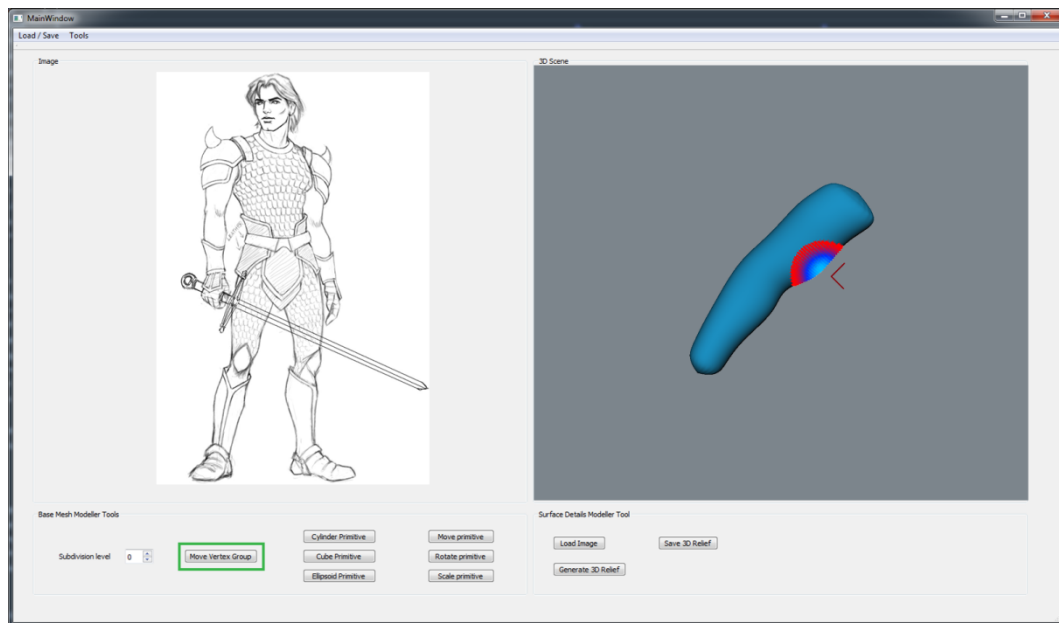 MainWindow
Load / Save Tools
Image
3D Scene
Base Mesh Modeller Tools
Subdivision level 0
Move Vertex Group
Cylinder Primitive
Cube Primitive
Ellipsoid Primitive
Move primitive
Rotate primitive
Scale primitive
Surface Details Modeller Tool
Load Image
Save 3D Relief
Generate 3D Relief